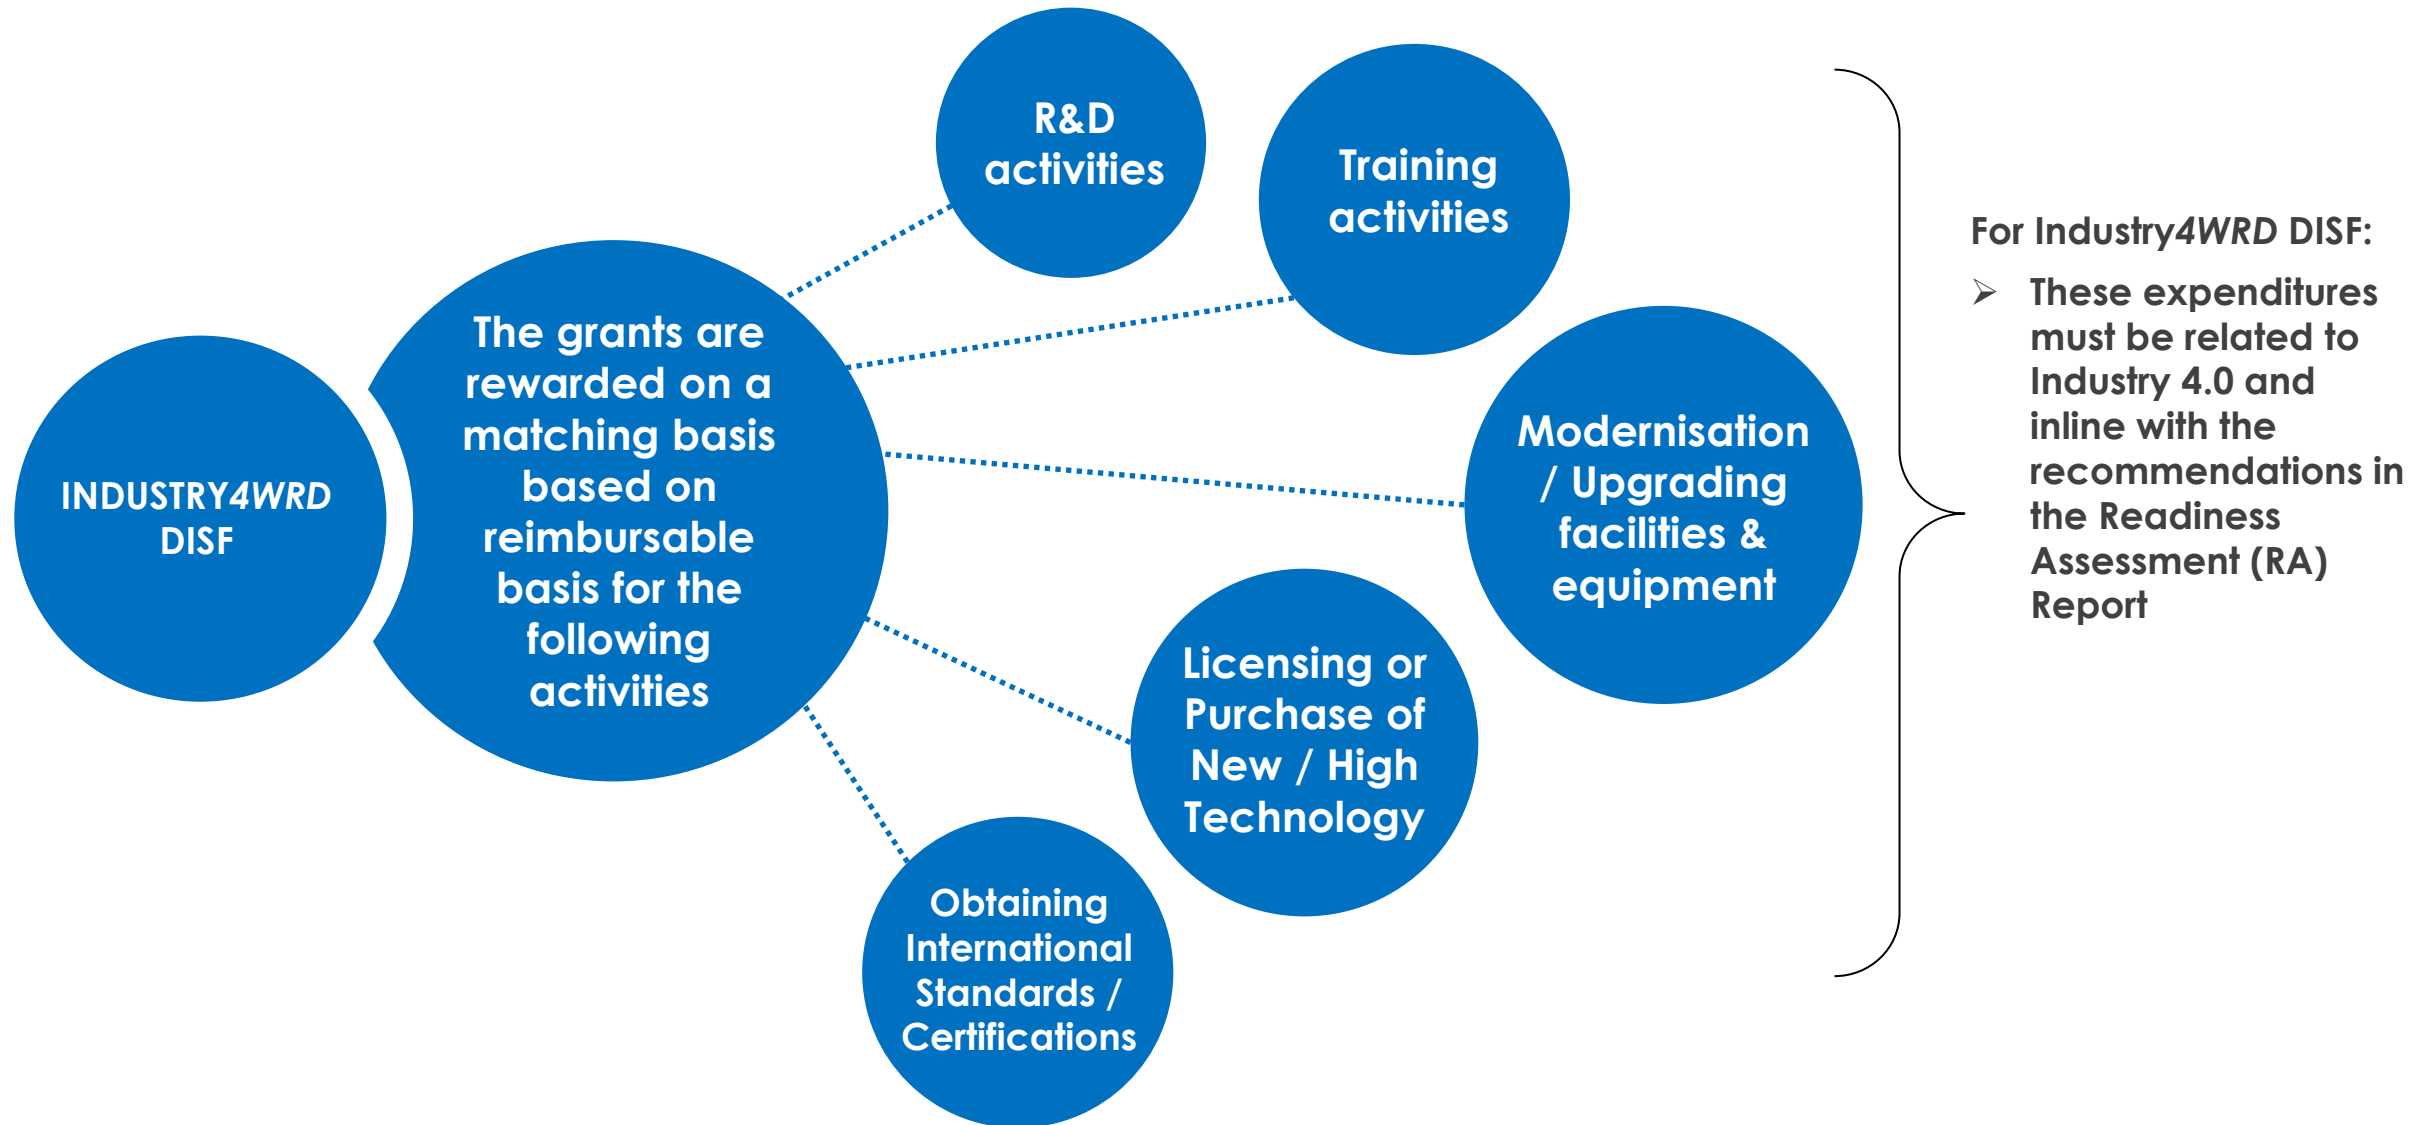 INDUSTRY4WRD
DISF
The grants are
rewarded on a
matching basis
based on
reimbursable
basis for the
following
activities
R&D
activities
Training
activities
Modernisation
/ Upgrading
facilities &
equipment
Licensing or
Purchase of
New / High
Technology
Obtaining
International
Standards /
Certifications
For Industry4WRD DISF:
➢ These expenditures
must be related to
Industry 4.0 and
inline with the
recommendations in
the Readiness
Assessment (RA)
Report